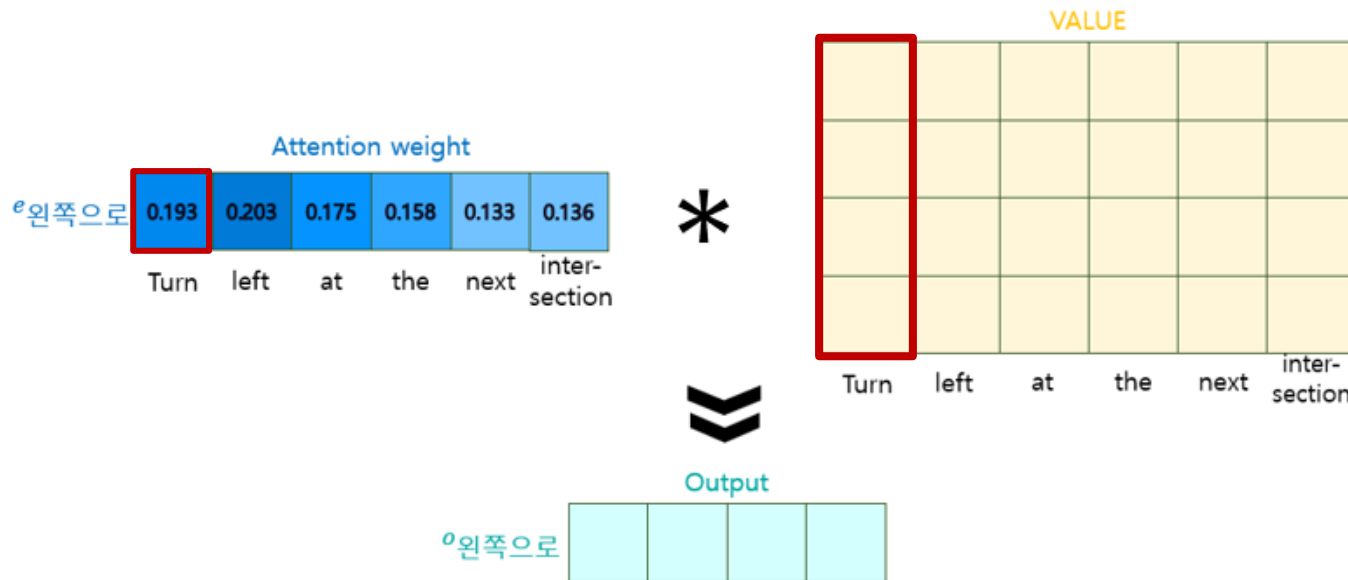 VALUE
Attention weight
e왼쪽으로 0.193 0.203 0.175 0.158 0.133 0.136
Turn left at the next inter-
section
*
Turn left at the next inter-
section
Output
o왼쪽으로